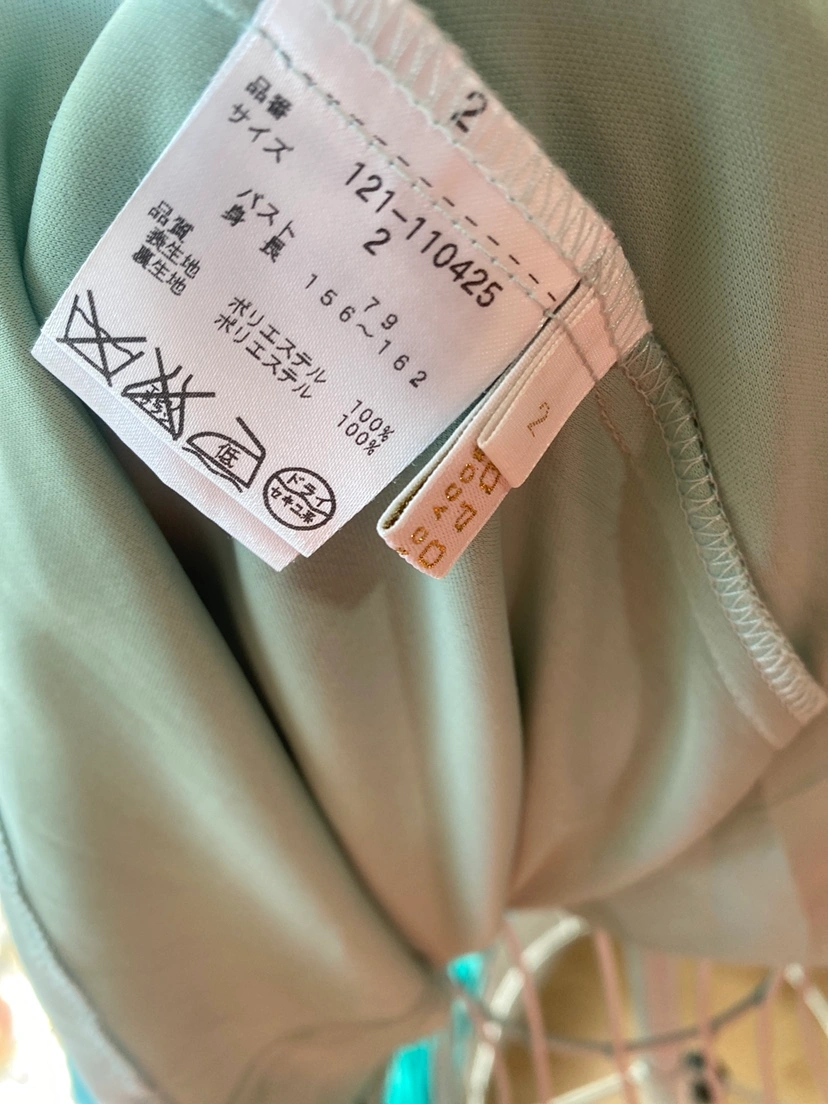 2
品番 121-110425
サイズ 2
バスト 79
身長 156〜162
品質
表生地 ポリエステル 100%
裏生地 ポリエステル 100%
低
ドライ
セキユ系
2